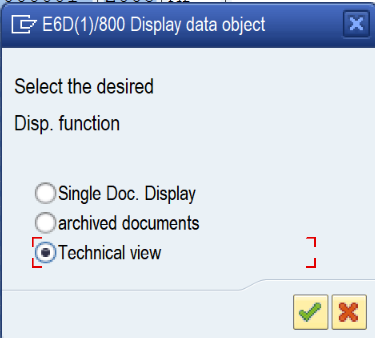 E6D(1)/800 Display data object
Select the desired
Disp. function
Single Doc. Display
archived documents
Technical view